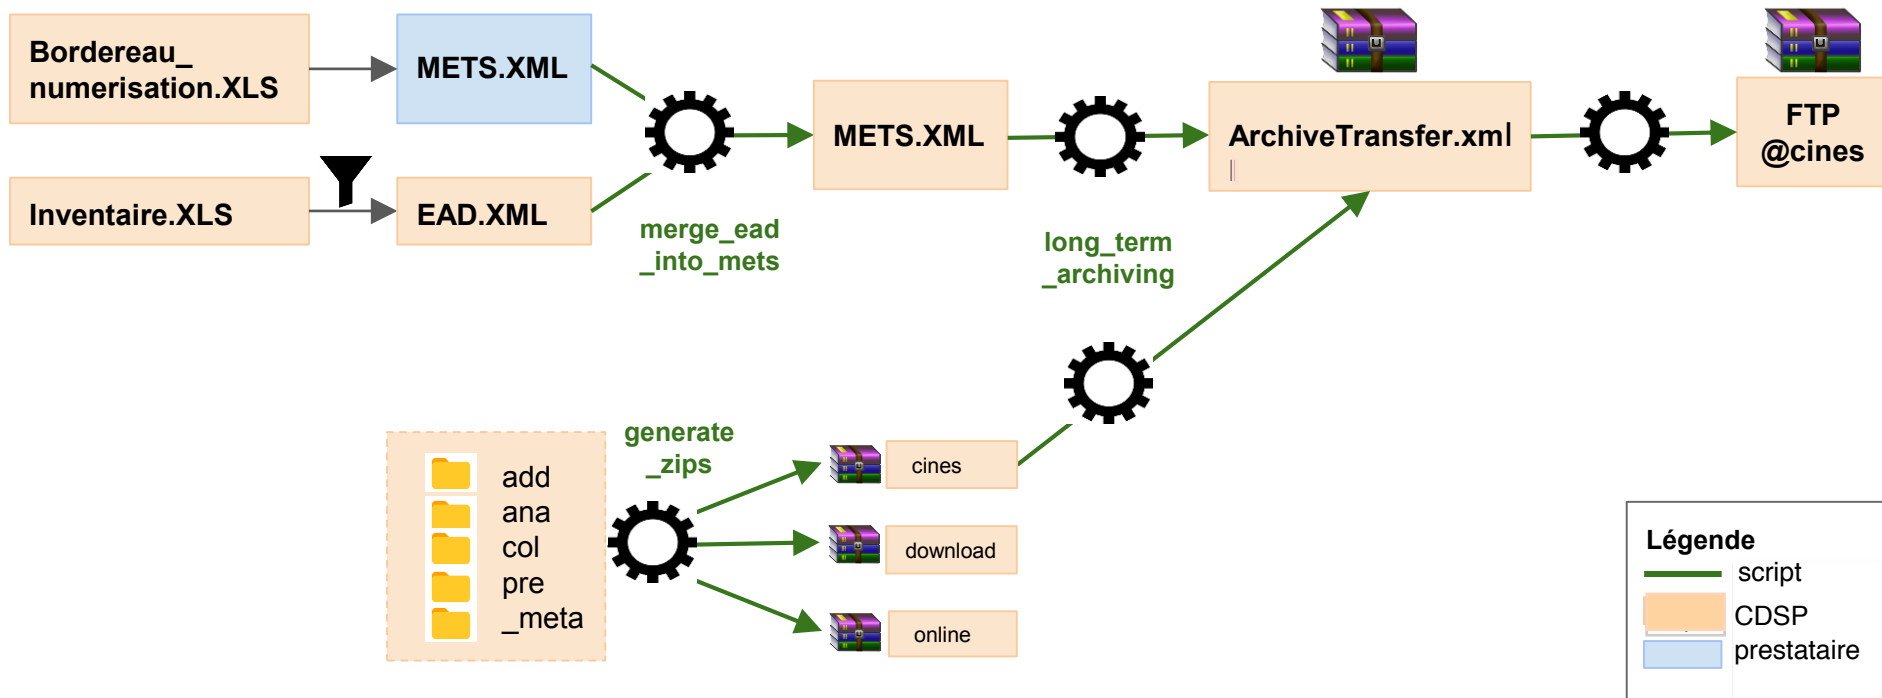 Bordereau_
numerisation.XLS
METS.XML
Inventaire.XLS
EAD.XML
merge_ead
_into_mets
METS.XML
long_term
_archiving
ArchiveTransfer.xml
FTP
@cines
add
ana
col
pre
_meta
generate
_zips
cines
download
online
Légende
script
CDSP
prestataire